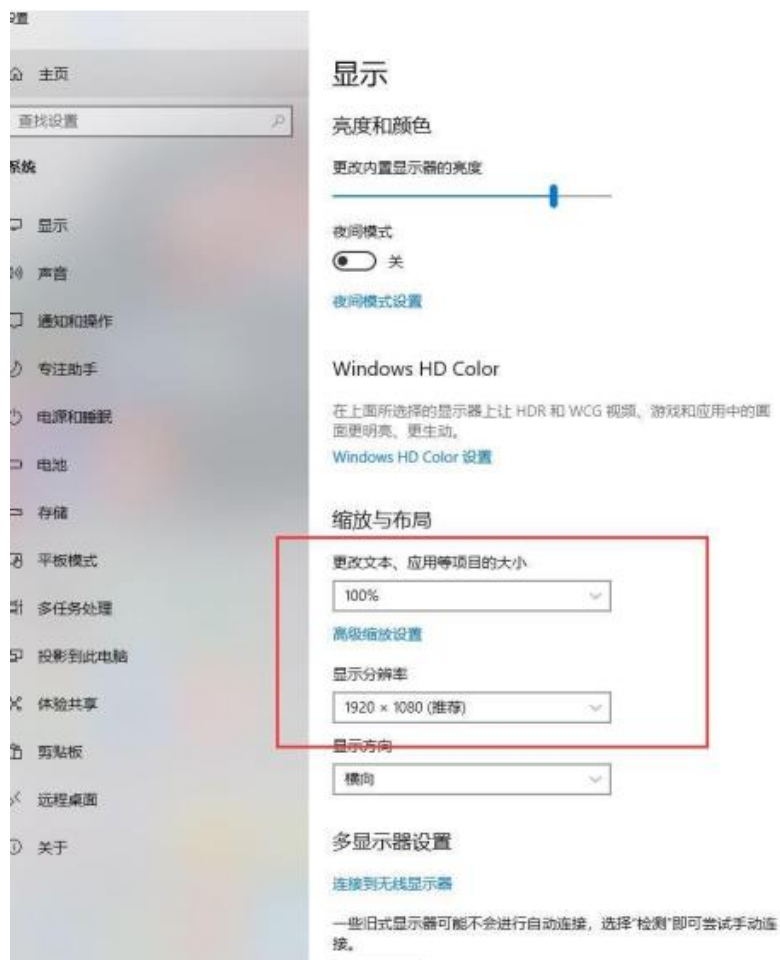 设置
主页
查找设置
系统
显示
声音
通知和操作
专注助手
电源和睡眠
电池
存储
平板模式
多任务处理
投影到此电脑
体验共享
剪贴板
远程桌面
关于
显示
亮度和颜色
更改内置显示器的亮度
夜间模式
关
夜间模式设置
Windows HD Color
在上面所选择的显示器上让 HDR 和 WCG 视频、游戏和应用中的画
面更明亮、更生动。
Windows HD Color 设置
缩放与布局
更改文本、应用等项目的大小
100%
高级缩放设置
显示分辨率
1920 × 1080 (推荐)
显示方向
横向
多显示器设置
连接到无线显示器
一些旧式显示器可能不会进行自动连接，选择"检测"即可尝试手动连
接。